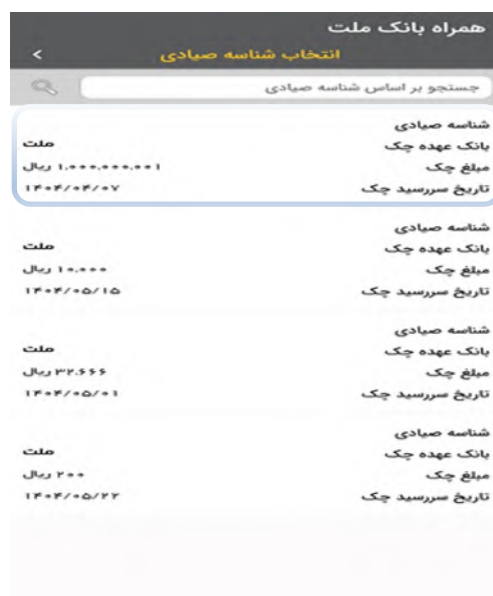 همراه بانک ملت
انتخاب شناسه صیادی
جستجو بر اساس شناسه صیادی
شناسه صیادی
بانک عهده چک ملت
مبلغ چک ۱.۰۰۰.۰۰۰.۰۰۱ ریال
تاریخ سررسید چک ۱۴۰۴/۰۴/۰۷
شناسه صیادی
بانک عهده چک ملت
مبلغ چک ۱۰.۰۰۰ ریال
تاریخ سررسید چک ۱۴۰۴/۰۵/۱۵
شناسه صیادی
بانک عهده چک ملت
مبلغ چک ۳۲.۶۶۶ ریال
تاریخ سررسید چک ۱۴۰۴/۰۵/۰۱
شناسه صیادی
بانک عهده چک ملت
مبلغ چک ۲۰۰ ریال
تاریخ سررسید چک ۱۴۰۴/۰۵/۲۲